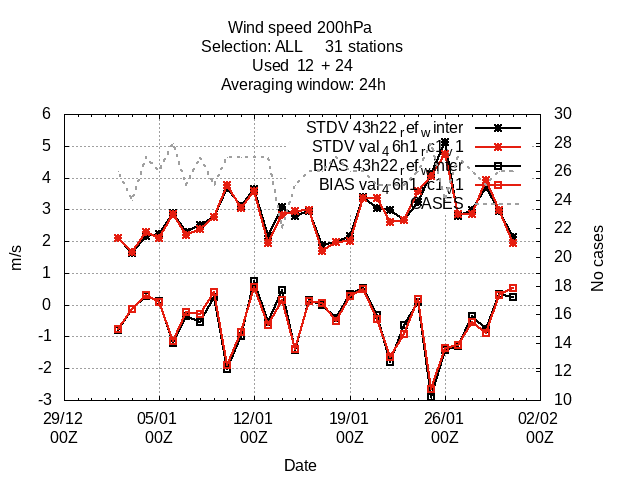 Wind speed 200hPa
Selection: ALL 31 stations
Used 12 + 24
Averaging window: 24h
6 30
STDV 43h22_ref_winter
28
5
STDV val_46h1_rc1_v1
BIAS 43h22_ref_winter
26
4
BIAS val_46h1_rc1_v1
24
CASES
3
22
2
20
1
18
m/s
No cases
0
16
-1
14
-2
12
-3 10
29/12 05/01 12/01 19/01 26/01 02/02
00Z 00Z 00Z 00Z 00Z 00Z
Date